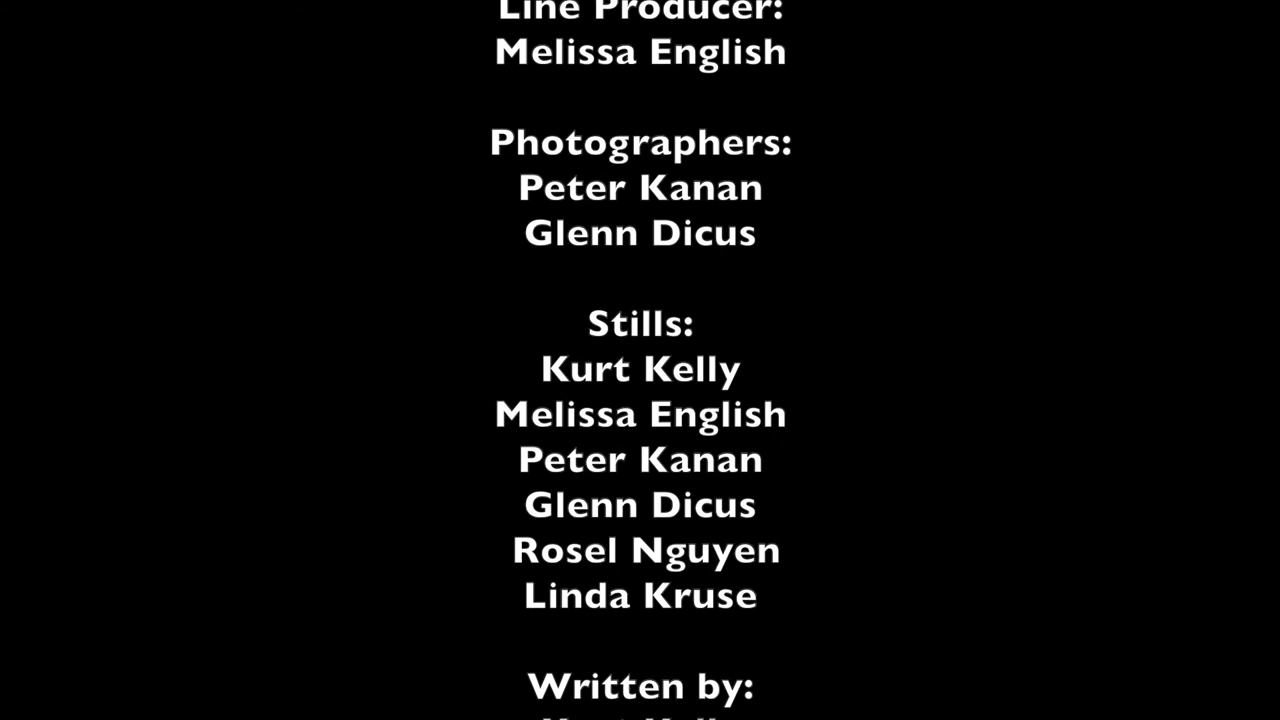 Line Producer:
Melissa English
Photographers:
Peter Kanan
Glenn Dicus
Stills:
Kurt Kelly
Melissa English
Peter Kanan
Glenn Dicus
Rosel Nguyen
Linda Kruse
Written by: